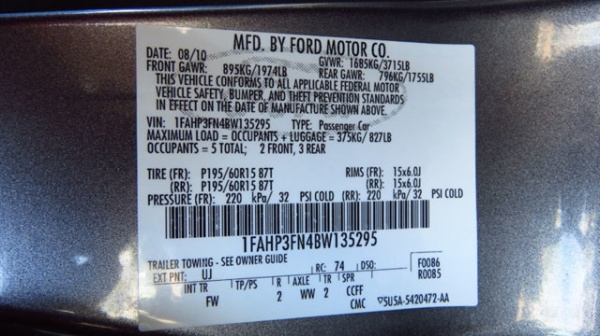 MFD. BY FORD MOTOR CO.
DATE: 08/10 GVWR: 1685KG/3715LB
FRONT GAWR: 895KG/1974LB REAR GAWR: 796KG/1755LB
THIS VEHICLE CONFORMS TO ALL APPLICABLE FEDERAL MOTOR
VEHICLE SAFETY, BUMPER, AND THEFT PREVENTION STANDARDS
IN EFFECT ON THE DATE OF MANUFACTURE SHOWN ABOVE.
VIN: 1FAHP3FN4BW135295 TYPE: Passenger Car
MAXIMUM LOAD = OCCUPANTS + LUGGAGE = 375KG/ 827LB
OCCUPANTS = 5 TOTAL; 2 FRONT, 3 REAR
TIRE (FR): P195/60R15 87T RIMS (FR): 15x6.0J
(RR): P195/60R15 87T (RR): 15x6.0J
PRESSURE (FR): 220 kPa/ 32 PSI COLD (RR): 220 kPa/ 32 PSI COLD
1FAHP3FN4BW135295
TRAILER TOWING - SEE OWNER GUIDE F0086
EXT PNT: UJ RC: 74 DSO: R0085
INT TR TP/PS R AXLE TR SPR
FW 2 WW 2 CCFF
CMC 5U5A-5420472-AA